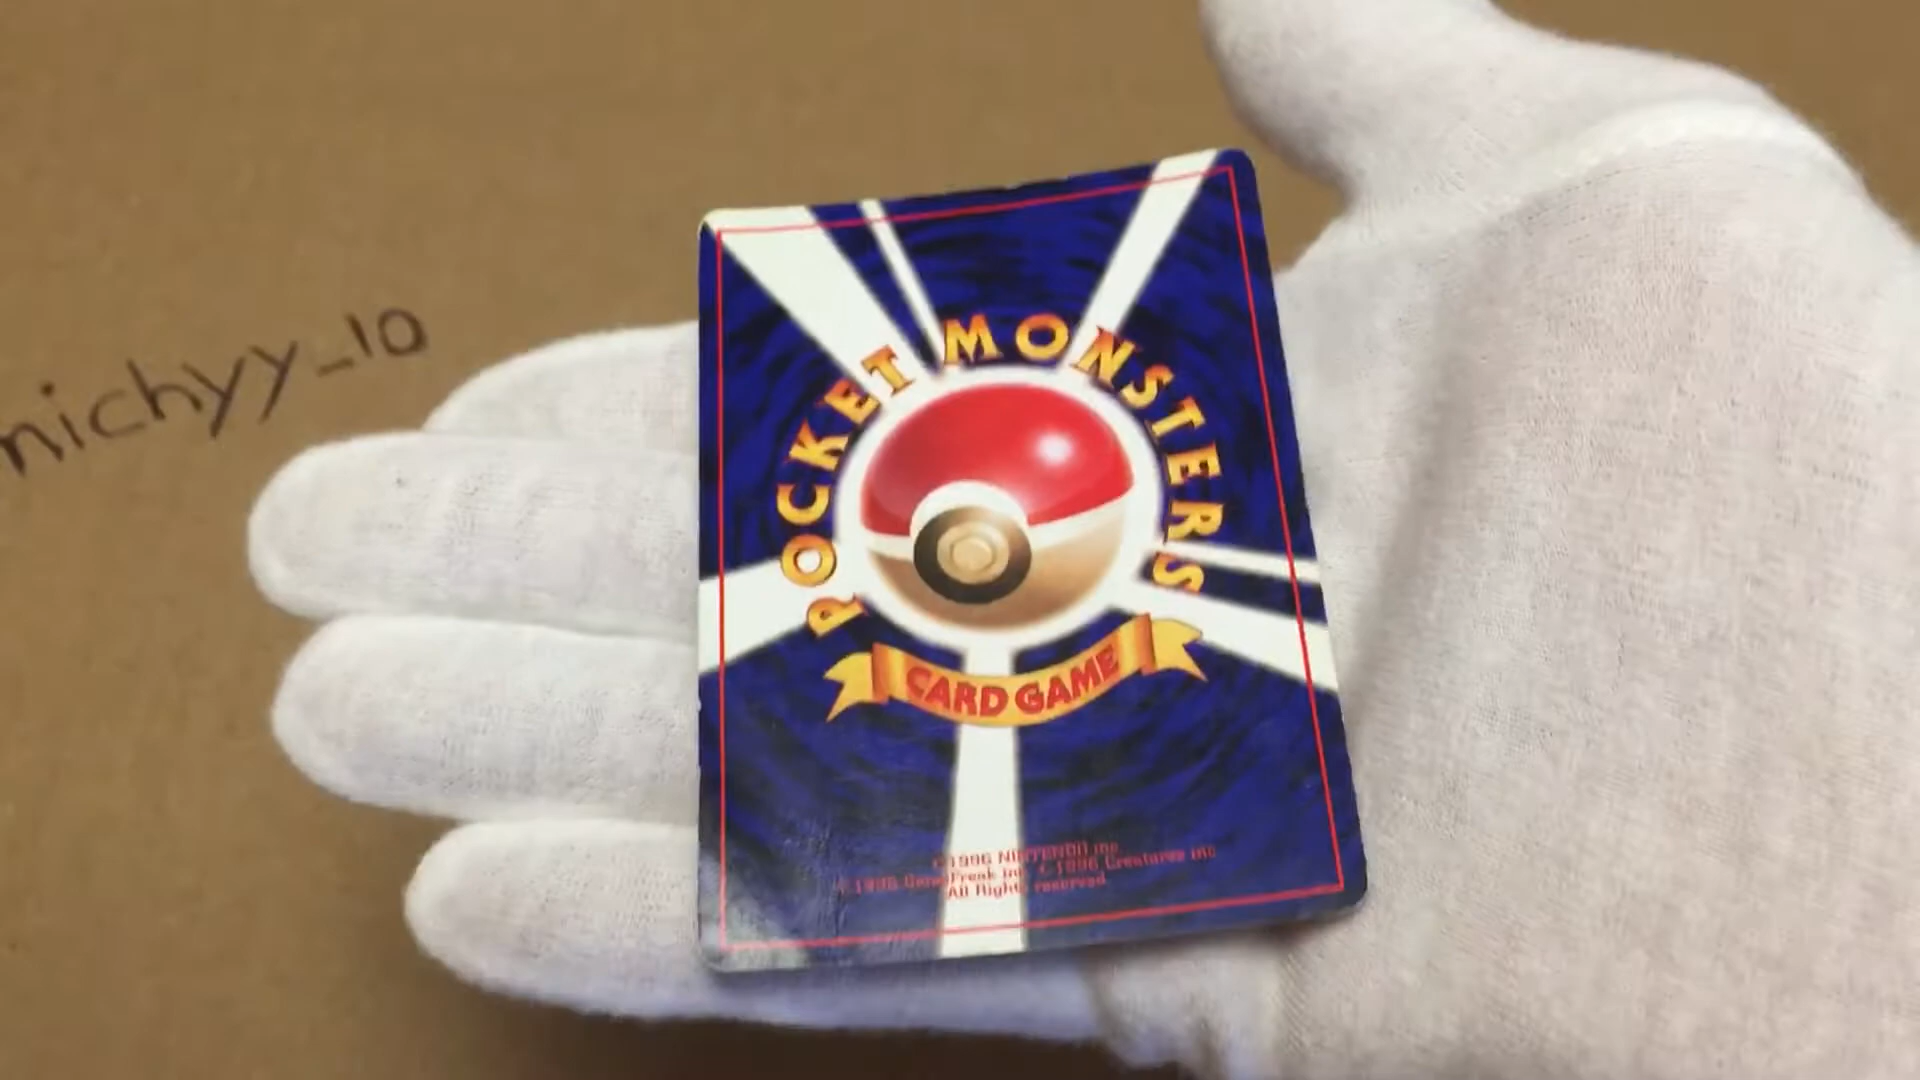 michyy_10
POCKET MONSTERS
CARD GAME
©1996 NINTENDO inc.
©1996 GameFreak inc. ©1996 Creatures inc.
All Rights reserved.